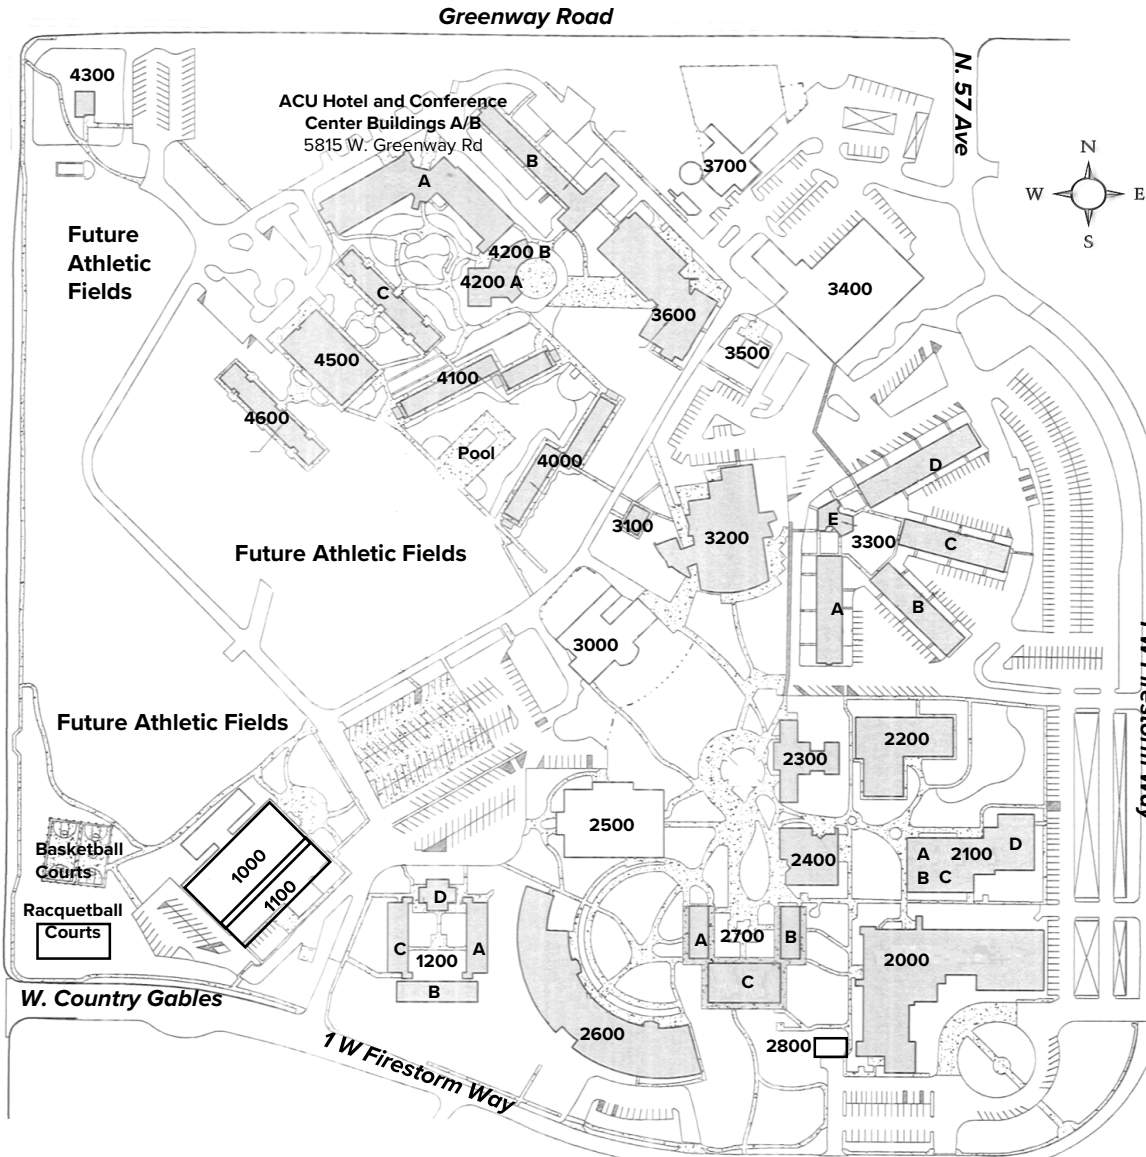 Greenway Road
4300
N. 57 Ave
ACU Hotel and Conference
Center Buildings A/B
5815 W. Greenway Rd
B
3700
A
N
W
E
S
Future
Athletic
Fields
4200 B
4200 A
C
3400
3600
4500
3500
4100
4600
Pool
4000
D
3100
E
3200
3300
C
Future Athletic Fields
A
B
3000
Future Athletic Fields
2300
2200
2500
Basketball
Courts
1000
1100
2400
A
2100
D
B
C
Racquetball
Courts
D
C
A
1200
B
A
2700
B
C
2000
W. Country Gables
2600
2800
1 W Firestorm Way
1 W Firestorm Way